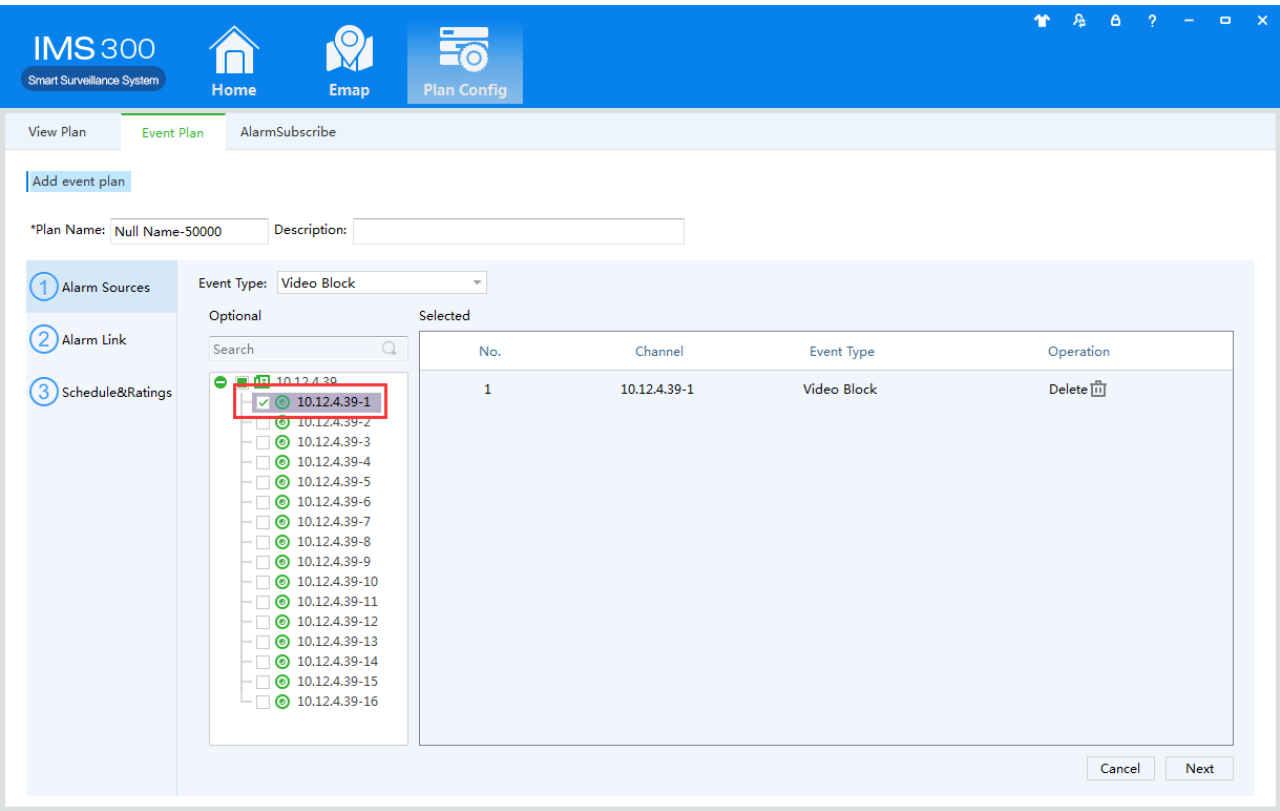 IMS 300
Smart Surveillance System
Home
Emap
Plan Config
?
View Plan
Event Plan
AlarmSubscribe
Add event plan
*Plan Name: Null Name-50000 Description:
1 Alarm Sources
2 Alarm Link
3 Schedule&Ratings
Event Type: Video Block
Optional
Selected
Search
10.12.4.39
10.12.4.39-1
10.12.4.39-2
10.12.4.39-3
10.12.4.39-4
10.12.4.39-5
10.12.4.39-6
10.12.4.39-7
10.12.4.39-8
10.12.4.39-9
10.12.4.39-10
10.12.4.39-11
10.12.4.39-12
10.12.4.39-13
10.12.4.39-14
10.12.4.39-15
10.12.4.39-16
No. Channel Event Type Operation
1 10.12.4.39-1 Video Block Delete
Cancel
Next